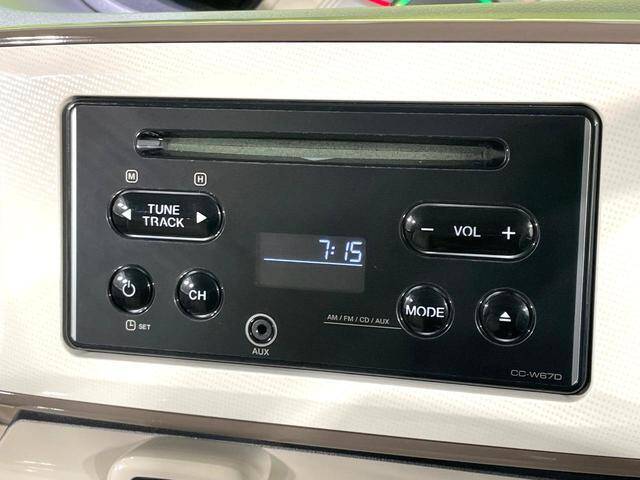 M H
TUNE
TRACK
− VOL +
7:15
CH
MODE
AM / FM / CD / AUX
SET
AUX
CC-W67D